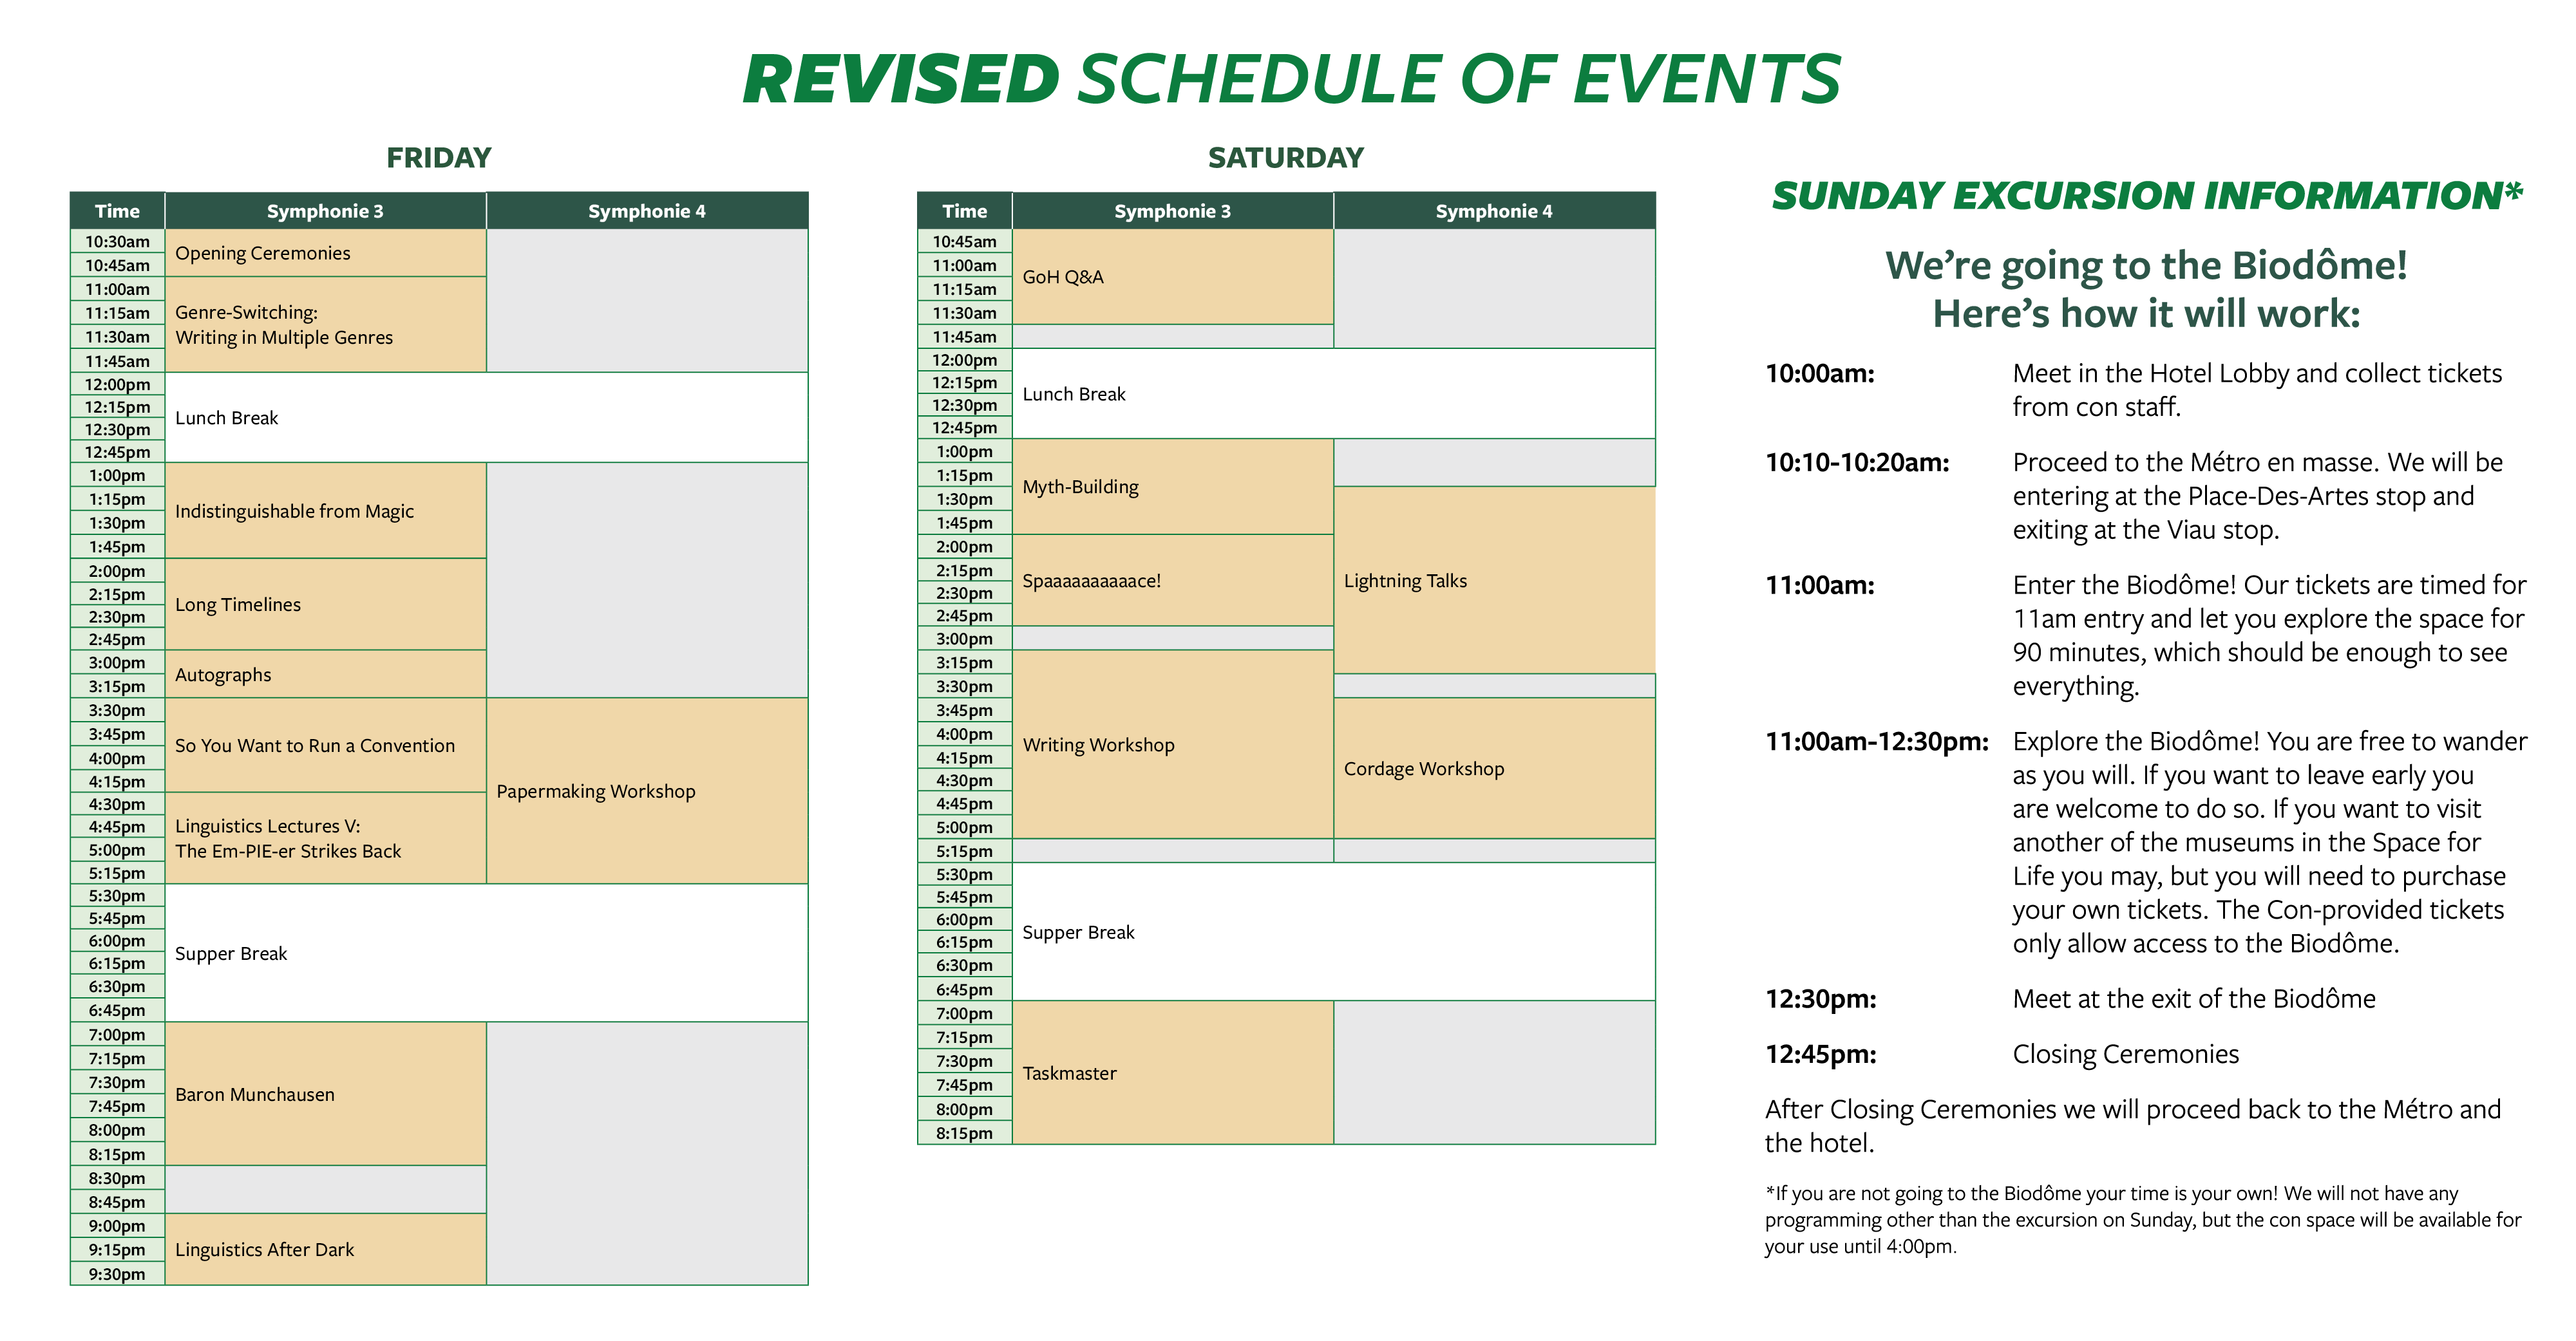 REVISED SCHEDULE OF EVENTS
FRIDAY
Time Symphonie 3 Symphonie 4
10:30am
10:45am
Opening Ceremonies
11:00am
11:15am
11:30am
11:45am
Genre-Switching:
Writing in Multiple Genres
12:00pm
12:15pm
12:30pm
12:45pm
Lunch Break
1:00pm
1:15pm
1:30pm
1:45pm
Indistinguishable from Magic
2:00pm
2:15pm
2:30pm
2:45pm
Long Timelines
3:00pm
3:15pm
Autographs
3:30pm
3:45pm
4:00pm
4:15pm
So You Want to Run a Convention
4:30pm
4:45pm
5:00pm
5:15pm
Linguistics Lectures V:
The Em-PIE-er Strikes Back
Papermaking Workshop
5:30pm
5:45pm
6:00pm
6:15pm
6:30pm
6:45pm
Supper Break
7:00pm
7:15pm
7:30pm
7:45pm
8:00pm
8:15pm
Baron Munchausen
8:30pm
8:45pm
9:00pm
9:15pm
9:30pm
Linguistics After Dark
SATURDAY
Time Symphonie 3 Symphonie 4
10:45am
11:00am
11:15am
11:30am
GoH Q&A
11:45am
12:00pm
12:15pm
12:30pm
12:45pm
Lunch Break
1:00pm
1:15pm
1:30pm
1:45pm
Myth-Building
2:00pm
2:15pm
2:30pm
2:45pm
Spaaaaaaaaaace!
Lightning Talks
3:00pm
3:15pm
3:30pm
3:45pm
4:00pm
4:15pm
4:30pm
4:45pm
5:00pm
Writing Workshop
Cordage Workshop
5:15pm
5:30pm
5:45pm
6:00pm
6:15pm
6:30pm
6:45pm
Supper Break
7:00pm
7:15pm
7:30pm
7:45pm
8:00pm
8:15pm
Taskmaster
SUNDAY EXCURSION INFORMATION*
We’re going to the Biodôme!
Here’s how it will work:
10:00am: Meet in the Hotel Lobby and collect tickets
from con staff.
10:10-10:20am: Proceed to the Métro en masse. We will be
entering at the Place-Des-Artes stop and
exiting at the Viau stop.
11:00am: Enter the Biodôme! Our tickets are timed for
11am entry and let you explore the space for
90 minutes, which should be enough to see
everything.
11:00am-12:30pm: Explore the Biodôme! You are free to wander
as you will. If you want to leave early you
are welcome to do so. If you want to visit
another of the museums in the Space for
Life you may, but you will need to purchase
your own tickets. The Con-provided tickets
only allow access to the Biodôme.
12:30pm: Meet at the exit of the Biodôme
12:45pm: Closing Ceremonies
After Closing Ceremonies we will proceed back to the Métro and
the hotel.
*If you are not going to the Biodôme your time is your own! We will not have any
programming other than the excursion on Sunday, but the con space will be available for
your use until 4:00pm.